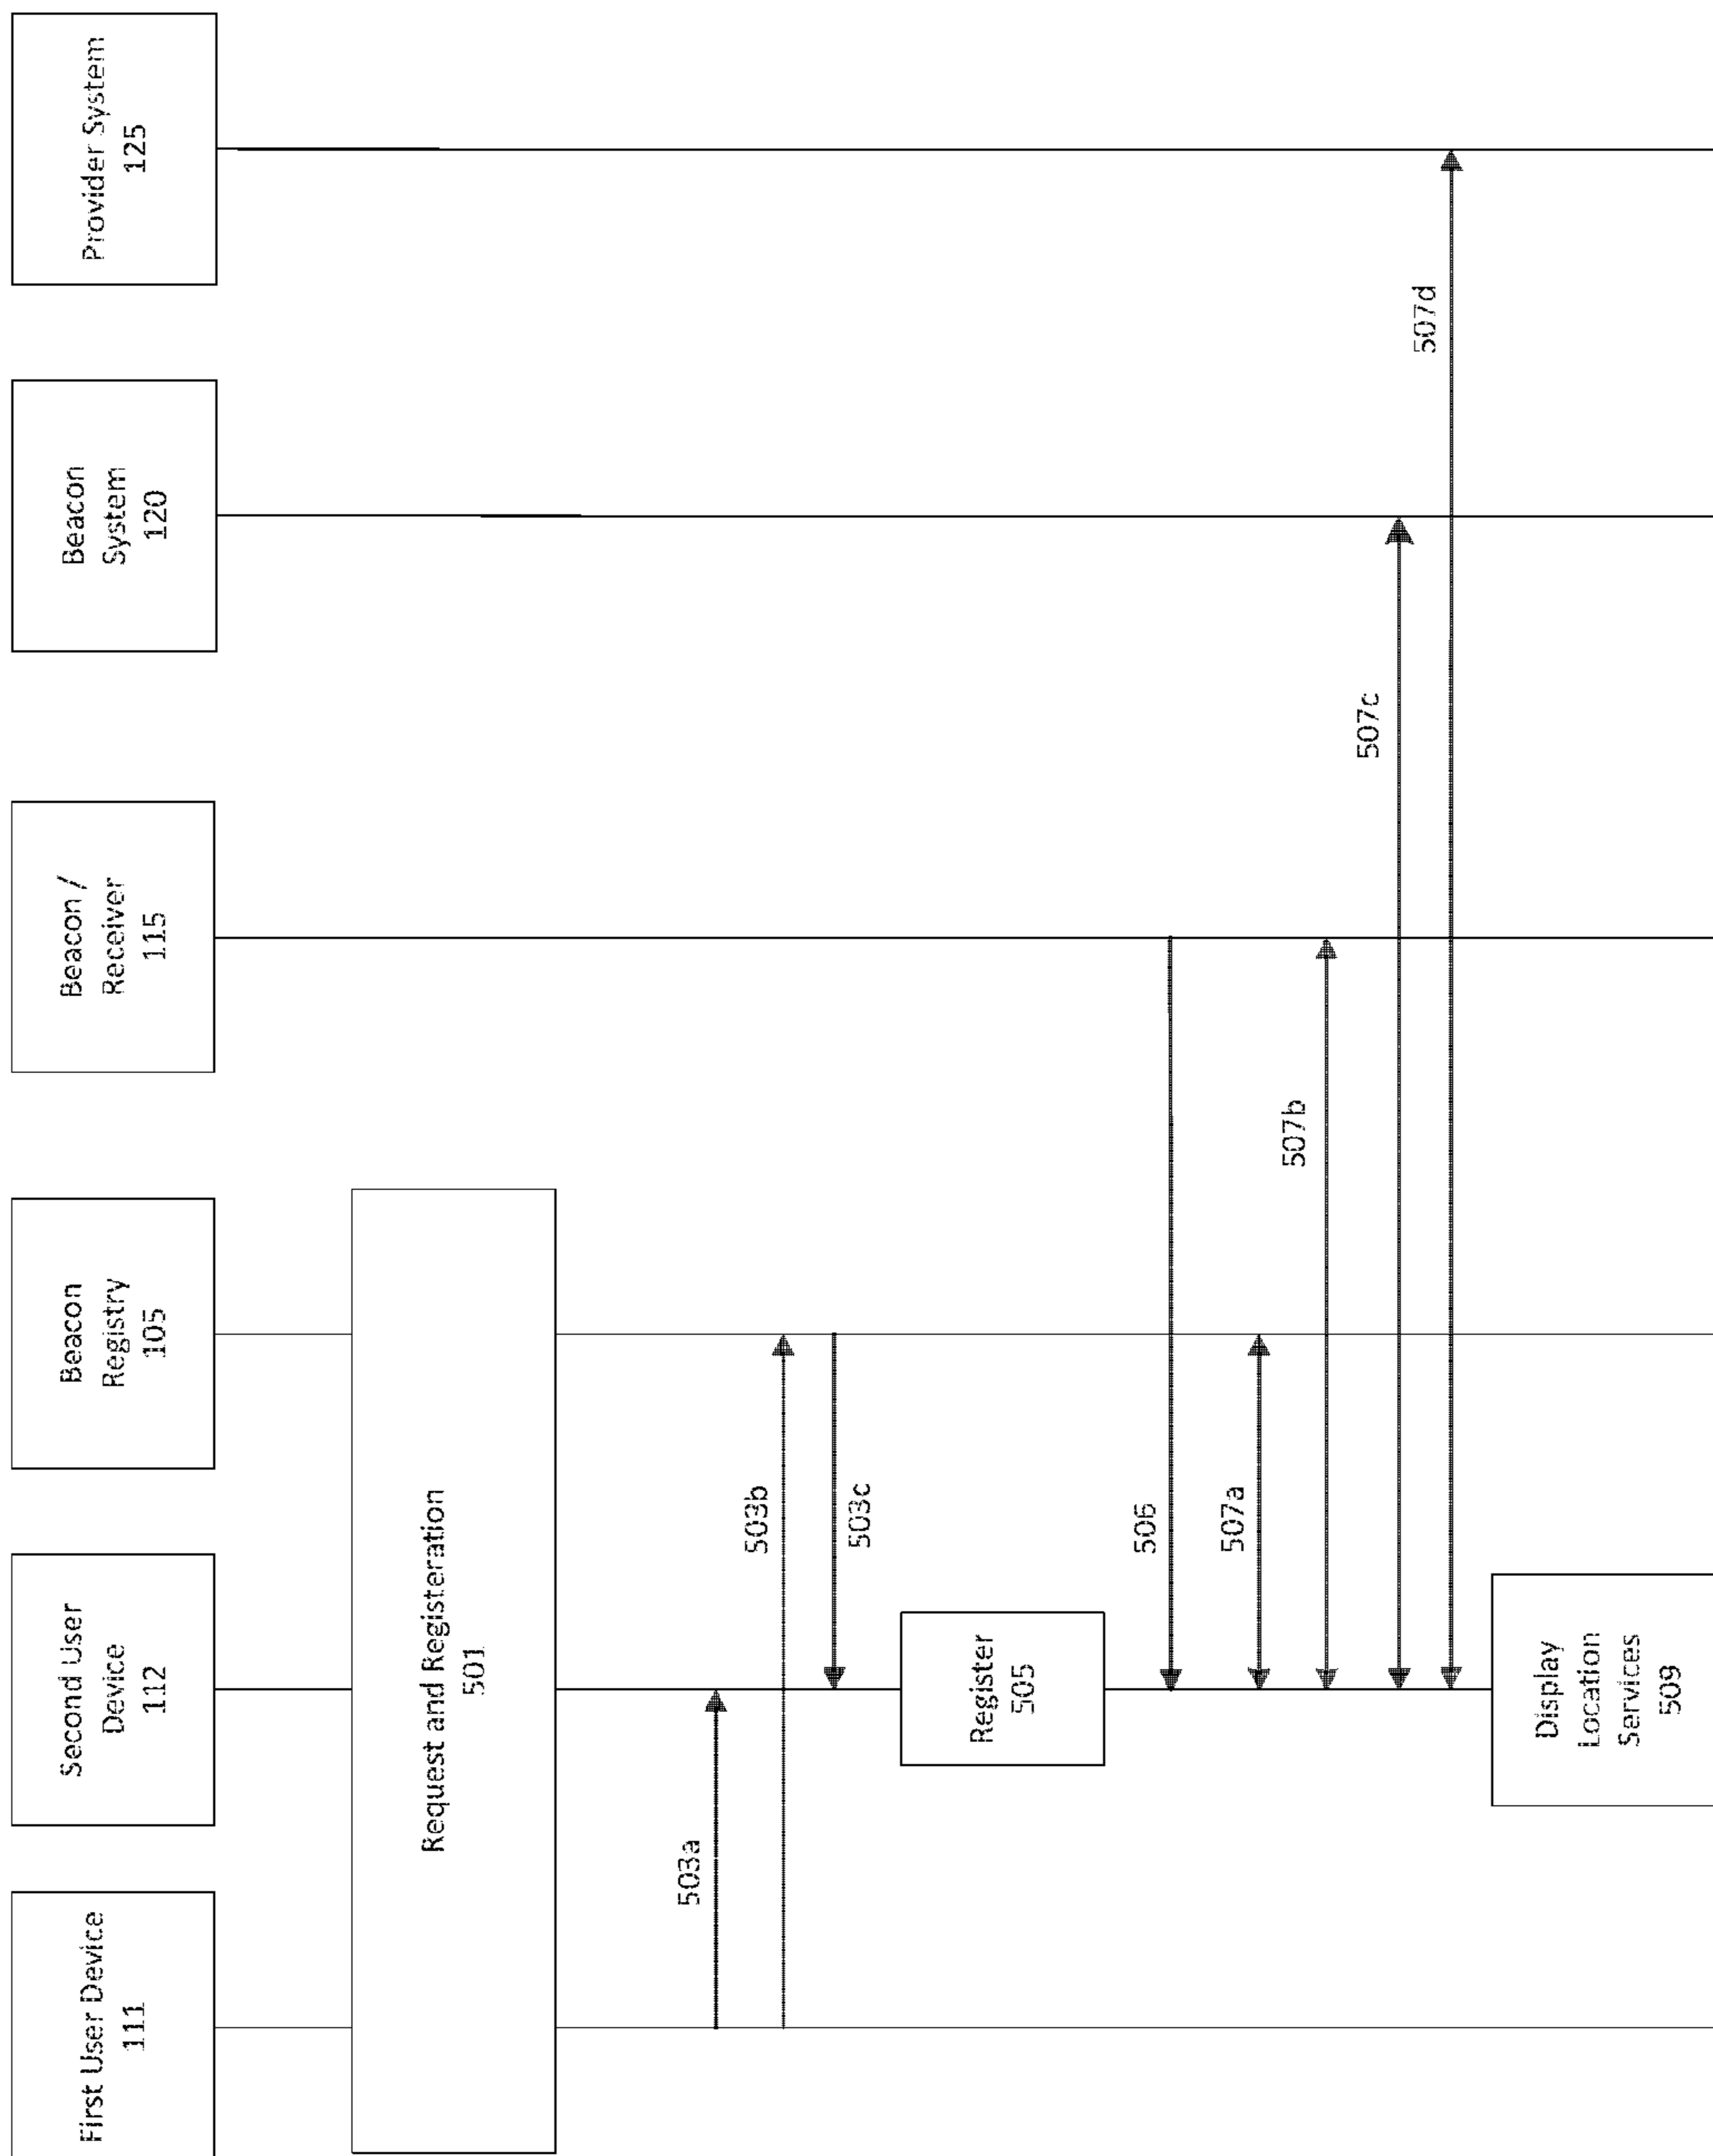 First User Device
111
Second User
Device
112
Beacon
Registry
105
Beacon /
Receiver
115
Beacon
System
120
Provider System
125
Request and Registeration
501
503a
503b
503c
Register
505
506
507a
507b
507c
507d
Display
Location
Services
509